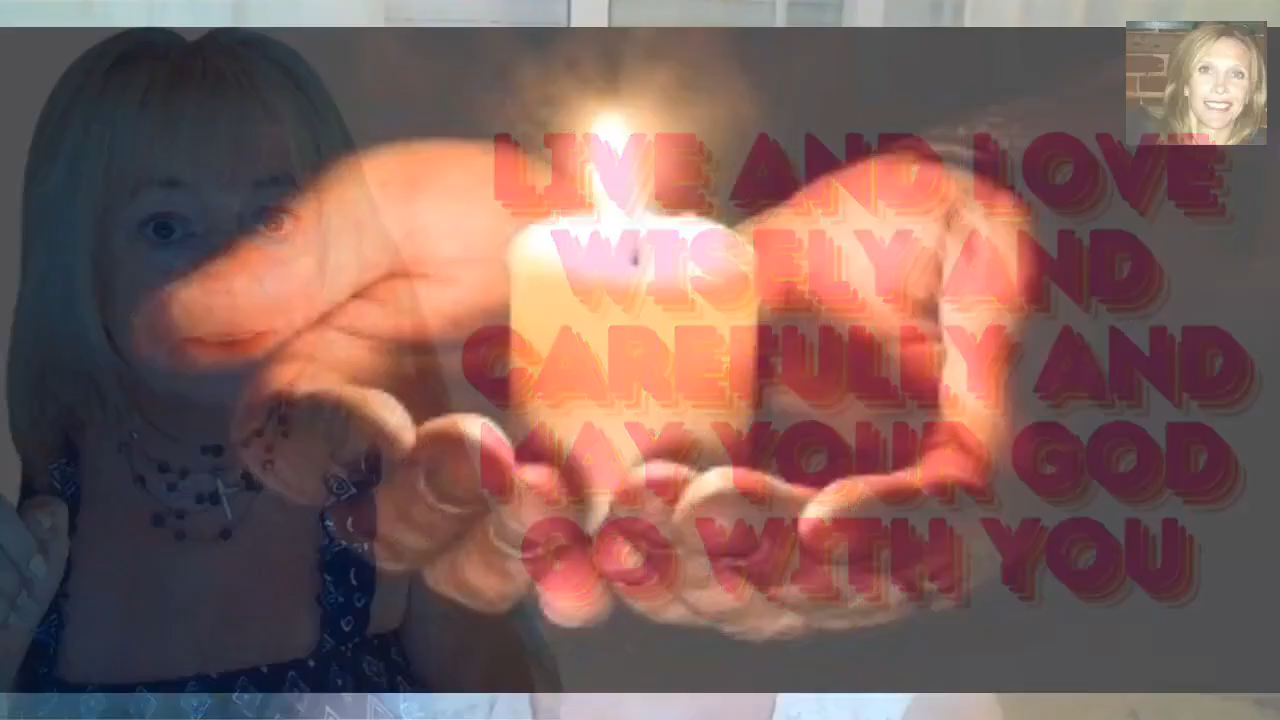 LIVE AND LOVE
WISELY AND
CAREFULLY AND
MAY YOUR GOD
GO WITH YOU